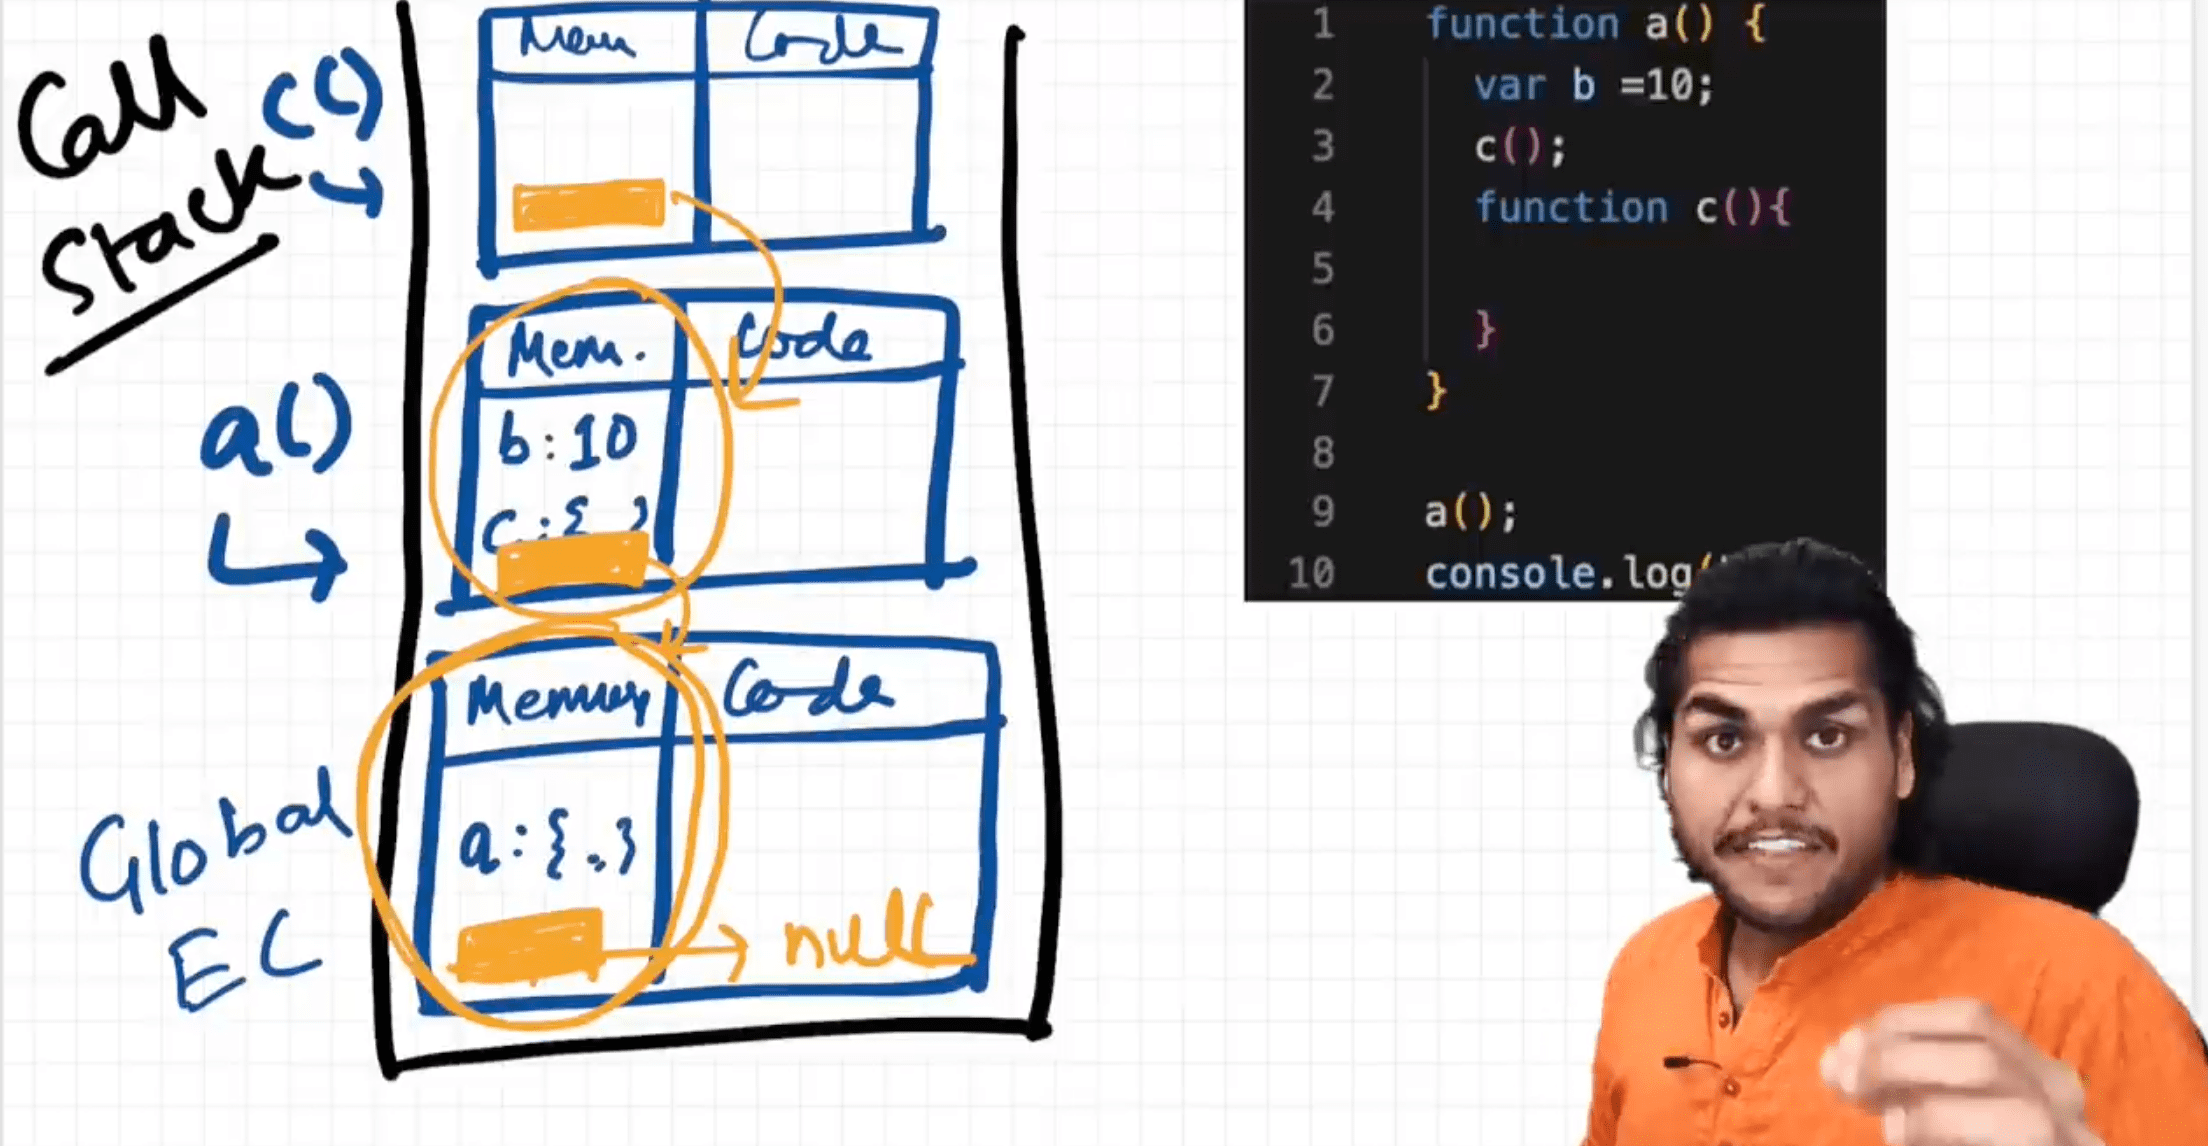 Call
Stack
c()
Mem Code
a()
Mem. Code
b:10
c:{
Global
EC
Memory Code
a:{.}
null
1 function a() {
2 var b =10;
3 c();
4 function c(){
5
6 }
7 }
8
9 a();
10 console.log(